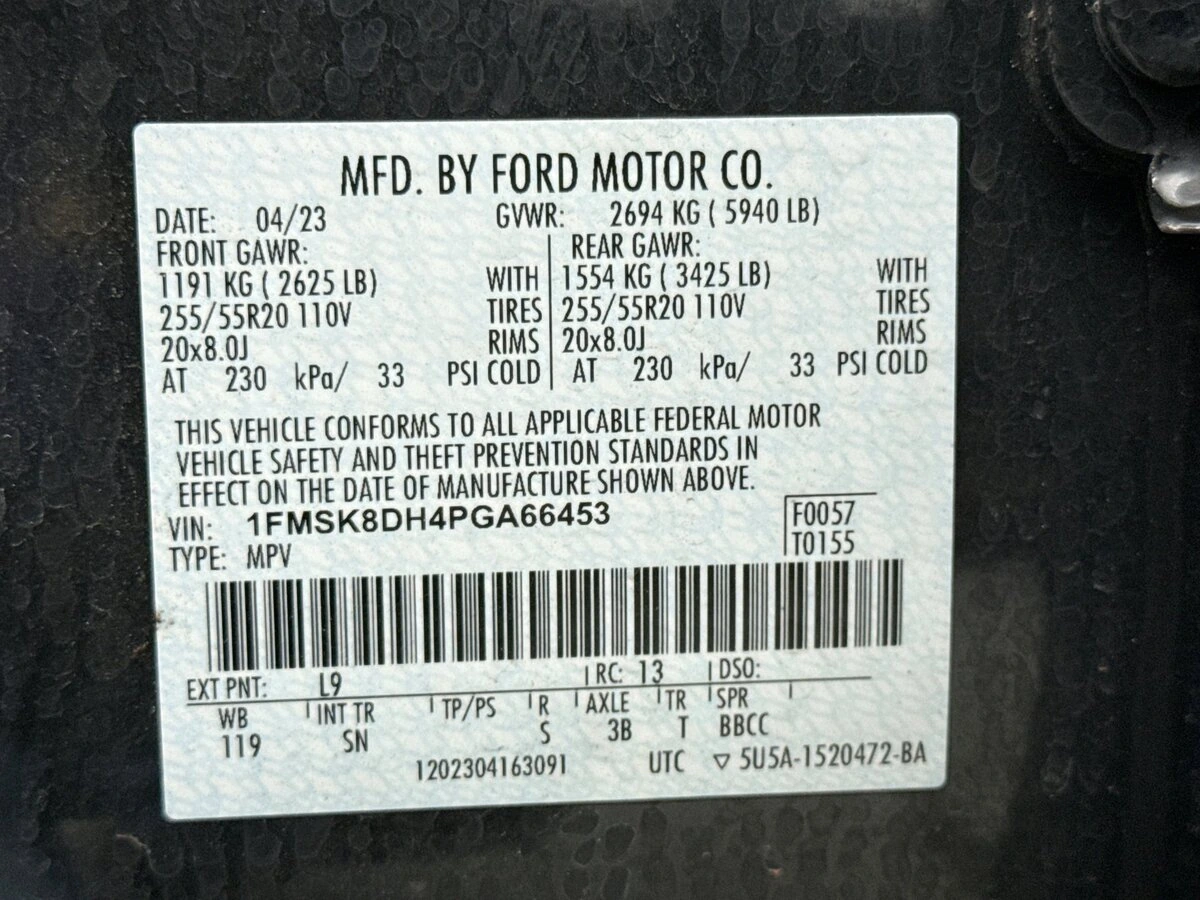 MFD. BY FORD MOTOR CO.
DATE: 04/23 GVWR: 2694 KG ( 5940 LB)
FRONT GAWR: REAR GAWR:
1191 KG ( 2625 LB) WITH 1554 KG ( 3425 LB) WITH
255/55R20 110V TIRES 255/55R20 110V TIRES
20x8.0J RIMS 20x8.0J RIMS
AT 230 kPa/ 33 PSI COLD AT 230 kPa/ 33 PSI COLD
THIS VEHICLE CONFORMS TO ALL APPLICABLE FEDERAL MOTOR
VEHICLE SAFETY AND THEFT PREVENTION STANDARDS IN
EFFECT ON THE DATE OF MANUFACTURE SHOWN ABOVE.
VIN: 1FMSK8DH4PGA66453 F0057
TYPE: MPV T0155
EXT PNT: L9 RC: 13 DSO:
WB INT TR TP/PS R AXLE TR SPR
119 SN S 3B T BBCC
1202304163091 UTC ▽ 5U5A-1520472-BA